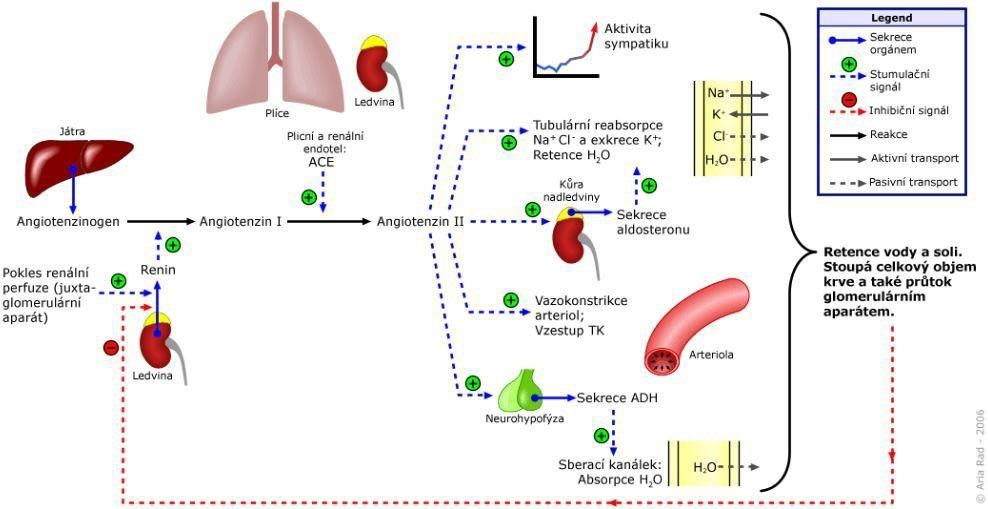 Játra
Angiotenzinogen
Pokles renální
perfuze (juxta-
glomerulární
aparát)
Renin
Ledvina
Angiotenzin I
Plíce
Ledvina
Plicní a renální
endotel:
ACE
Angiotenzin II
Aktivita
sympatiku
Tubulární reabsorpce
Na⁺ Cl⁻ a exkrece K⁺;
Retence H₂O
Kůra
nadledviny
Sekrece
aldosteronu
Vazokonstrikce
arteriol;
Vzestup TK
Arteriola
Neurohypofýza
Sekrece ADH
Sberací kanálek:
Absorpce H₂O
H₂O
Na⁺
K⁺
Cl⁻
H₂O
Retence vody a soli.
Stoupá celkový objem
krve a také průtok
glomerulárním
aparátem.
Legend
Sekrece
orgánem
Stumulační
signál
Inhibiční signál
Reakce
Aktivní transport
Pasivní transport
© Aria Rad - 2006